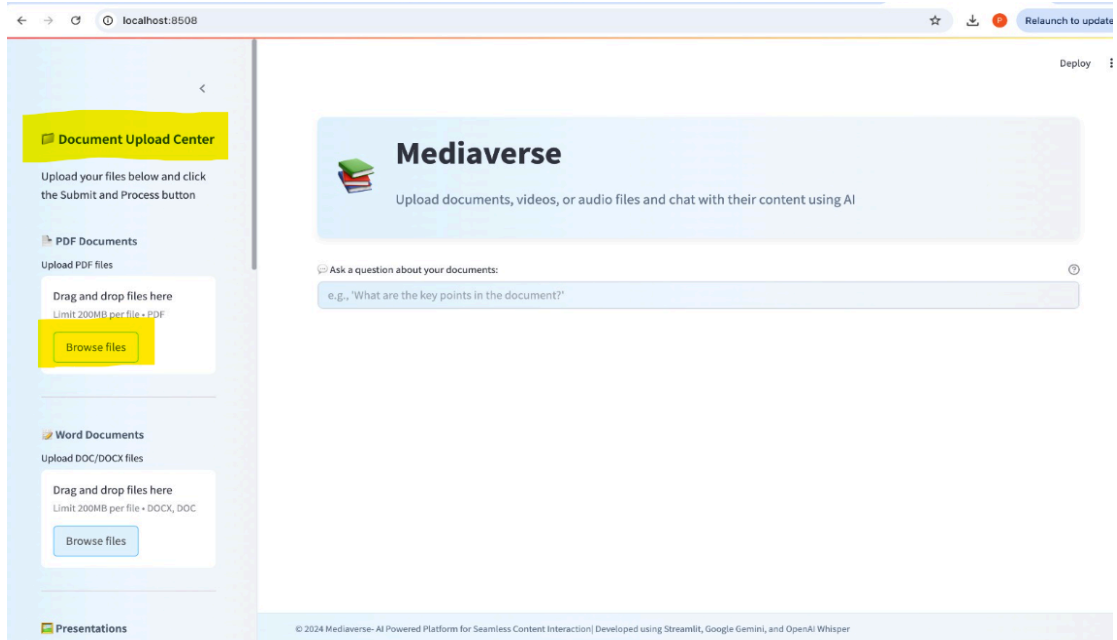 localhost:8508
P
Relaunch to update
Deploy
Document Upload Center
Upload your files below and click
the Submit and Process button
PDF Documents
Upload PDF files
Drag and drop files here
Limit 200MB per file • PDF
Browse files
Word Documents
Upload DOC/DOCX files
Drag and drop files here
Limit 200MB per file • DOCX, DOC
Browse files
Presentations
Mediaverse
Upload documents, videos, or audio files and chat with their content using AI
Ask a question about your documents:
e.g., 'What are the key points in the document?'
© 2024 Mediaverse- AI Powered Platform for Seamless Content Interaction| Developed using Streamlit, Google Gemini, and OpenAI Whisper